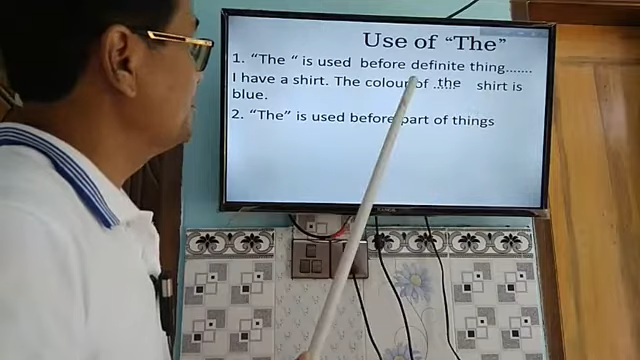 Use of “The”
1. “The “ is used before definite thing.......
I have a shirt. The colour of ..the.. shirt is
blue.
2. “The” is used before part of things